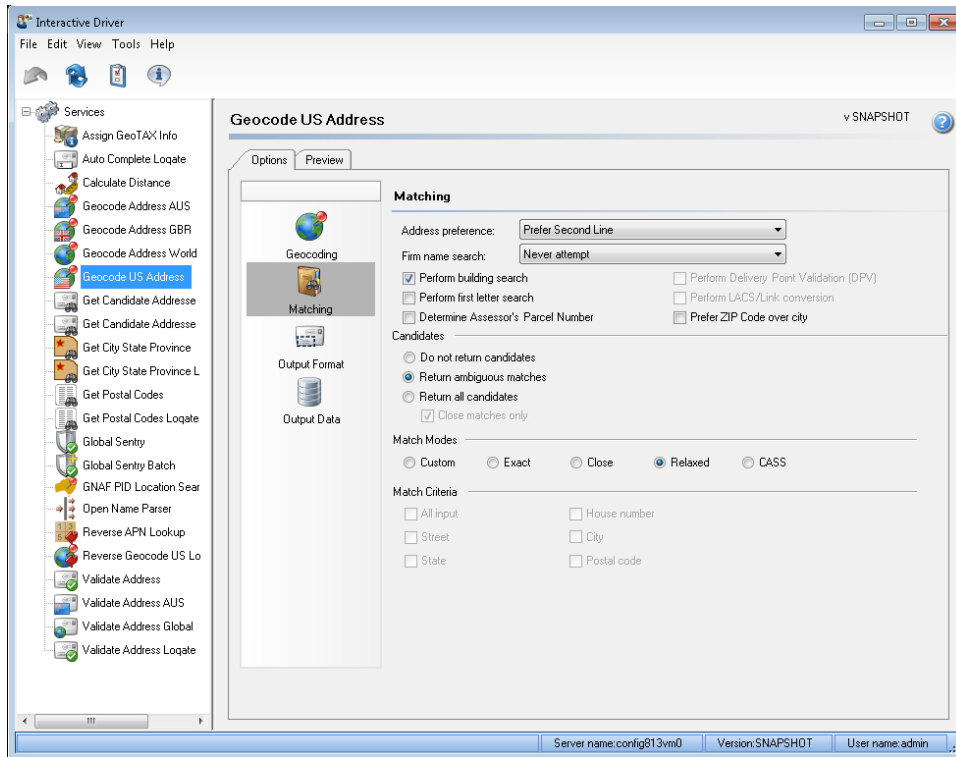 Interactive Driver
File Edit View Tools Help
Services
Assign GeoTAX Info
Auto Complete Loqate
Calculate Distance
Geocode Address AUS
Geocode Address GBR
Geocode Address World
Geocode US Address
Get Candidate Addresse
Get Candidate Addresse
Get City State Province
Get City State Province L
Get Postal Codes
Get Postal Codes Loqate
Global Sentry
Global Sentry Batch
GNAF PID Location Sear
Open Name Parser
Reverse APN Lookup
Reverse Geocode US Lo
Validate Address
Validate Address AUS
Validate Address Global
Validate Address Loqate
Geocode US Address
v SNAPSHOT
Options Preview
Geocoding
Matching
Output Format
Output Data
Matching
Address preference: Prefer Second Line
Firm name search: Never attempt
Perform building search Perform Delivery Point Validation (DPV)
Perform first letter search Perform LACS/Link conversion
Determine Assessor's Parcel Number Prefer ZIP Code over city
Candidates
Do not return candidates
Return ambiguous matches
Return all candidates
Close matches only
Match Modes
Custom Exact Close Relaxed CASS
Match Criteria
All input House number
Street City
State Postal code
Server name:config813vm0 Version:SNAPSHOT User name:admin